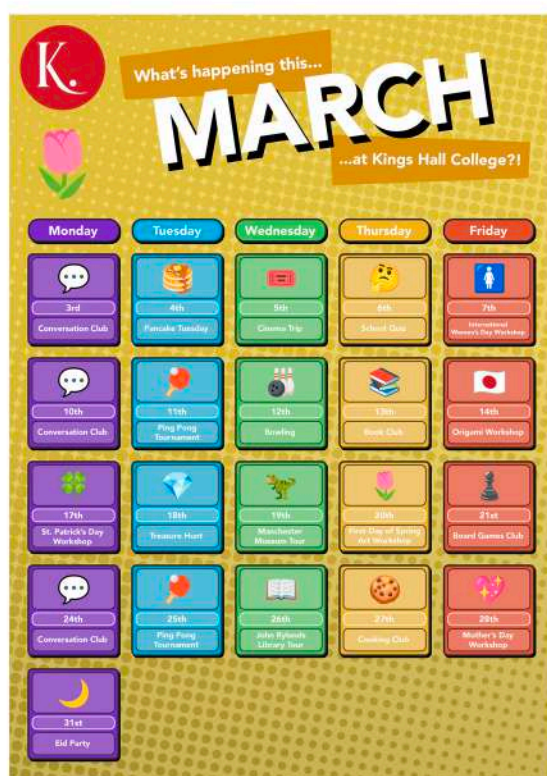 K.
What's happening this...
MARCH
...at Kings Hall College?!
Monday
Tuesday
Wednesday
Thursday
Friday
3rd
Conversation Club
4th
Pancake Tuesday
5th
Cinema Trip
6th
School Quiz
7th
International
Women's Day Workshop
10th
Conversation Club
11th
Ping Pong
Tournament
12th
Bowling
13th
Book Club
14th
Origami Workshop
17th
St. Patrick's Day
Workshop
18th
Treasure Hunt
19th
Manchester
Museum Tour
20th
First Day of Spring
Art Workshop
21st
Board Games Club
24th
Conversation Club
25th
Ping Pong
Tournament
26th
John Rylands
Library Tour
27th
Cooking Club
28th
Mother's Day
Workshop
31st
Eid Party